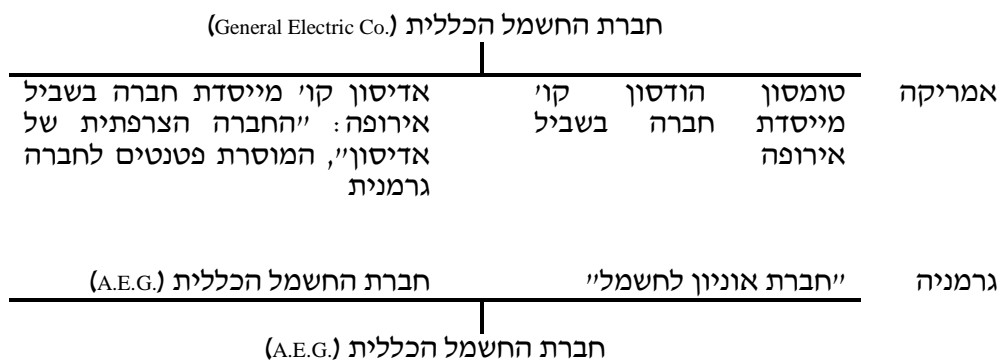 חברת החשמל הכללית (General Electric Co.)
אמריקה
טומסון הודסון קו'
מייסדת חברה בשביל
אירופה
אדיסון קו' מייסדת חברה בשביל
אירופה: "החברה הצרפתית של
אדיסון", המוסרת פטנטים לחברה
גרמנית
גרמניה
"חברת אוניון לחשמל"
חברת החשמל הכללית (A.E.G.)
חברת החשמל הכללית (A.E.G.)